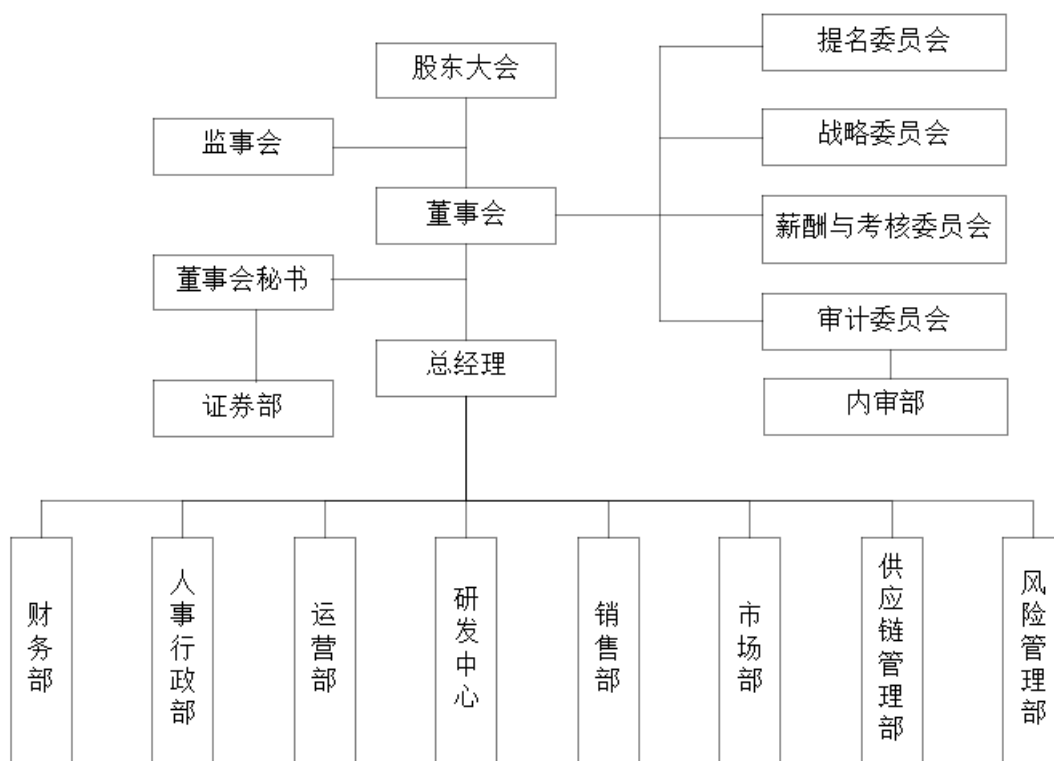 提名委员会
股东大会
战略委员会
监事会
董事会
薪酬与考核委员会
董事会秘书
审计委员会
总经理
证券部
内审部
财务部
人事行政部
运营部
研发中心
销售部
市场部
供应链管理部
风险管理部